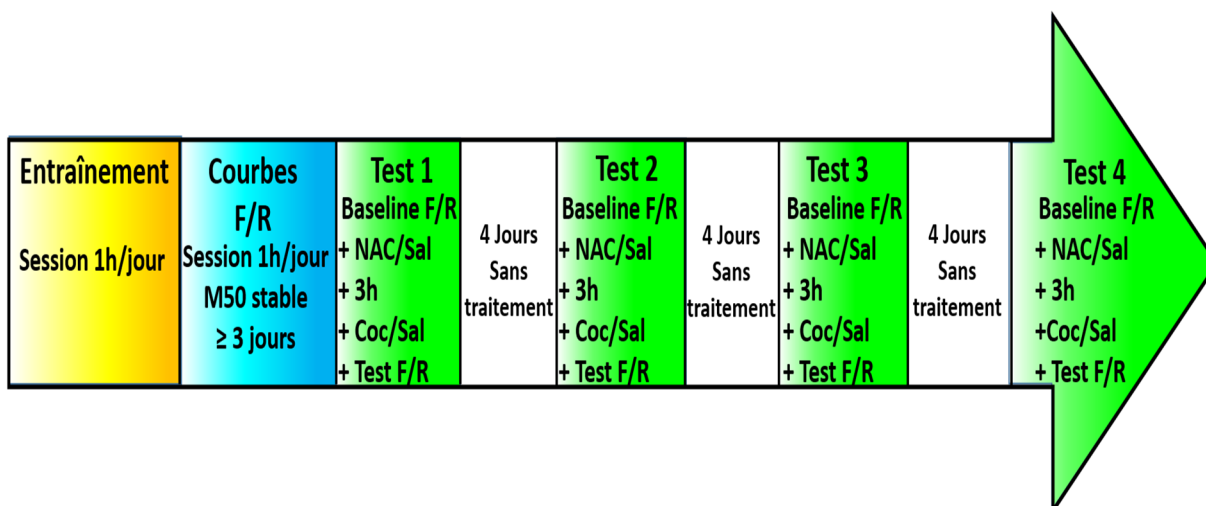 Entraînement
Session 1h/jour
Courbes
F/R
Session 1h/jour
M50 stable
≥ 3 jours
Test 1
Baseline F/R
+ NAC/Sal
+ 3h
+ Coc/Sal
+ Test F/R
4 Jours
Sans
traitement
Test 2
Baseline F/R
+ NAC/Sal
+ 3h
+ Coc/Sal
+ Test F/R
4 Jours
Sans
traitement
Test 3
Baseline F/R
+ NAC/Sal
+ 3h
+ Coc/Sal
+ Test F/R
4 Jours
Sans
traitement
Test 4
Baseline F/R
+ NAC/Sal
+ 3h
+Coc/Sal
+ Test F/R